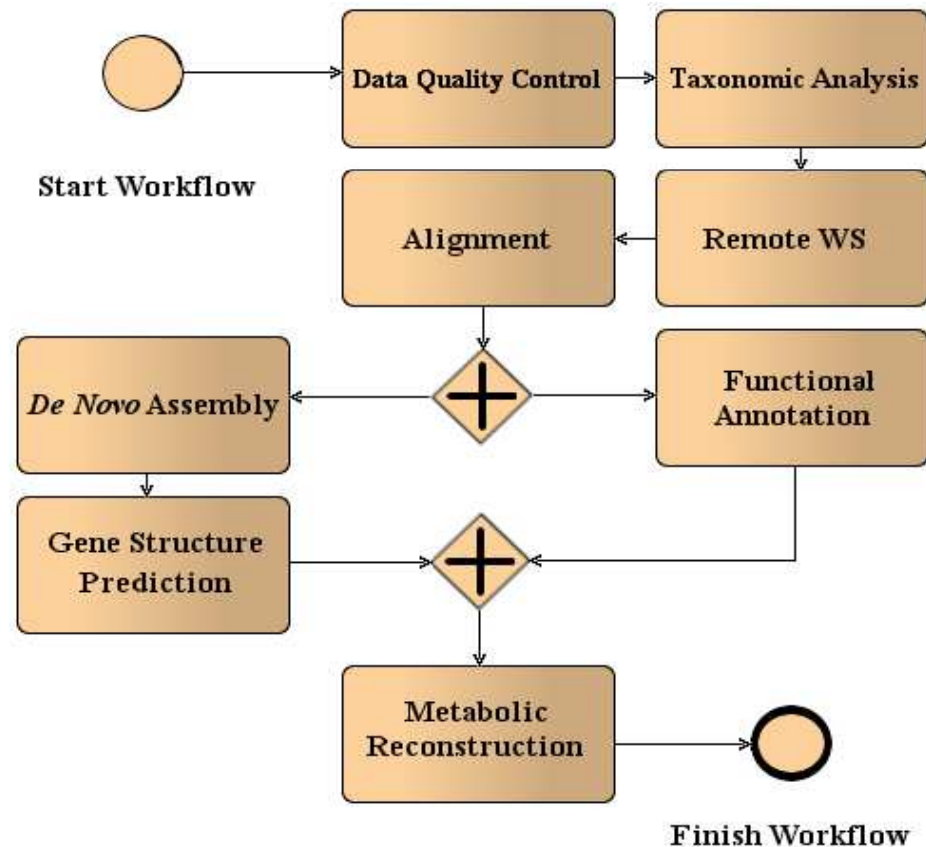 Start Workflow
Data Quality Control
Taxonomic Analysis
Remote WS
Alignment
De Novo Assembly
Functional
Annotation
Gene Structure
Prediction
Metabolic
Reconstruction
Finish Workflow